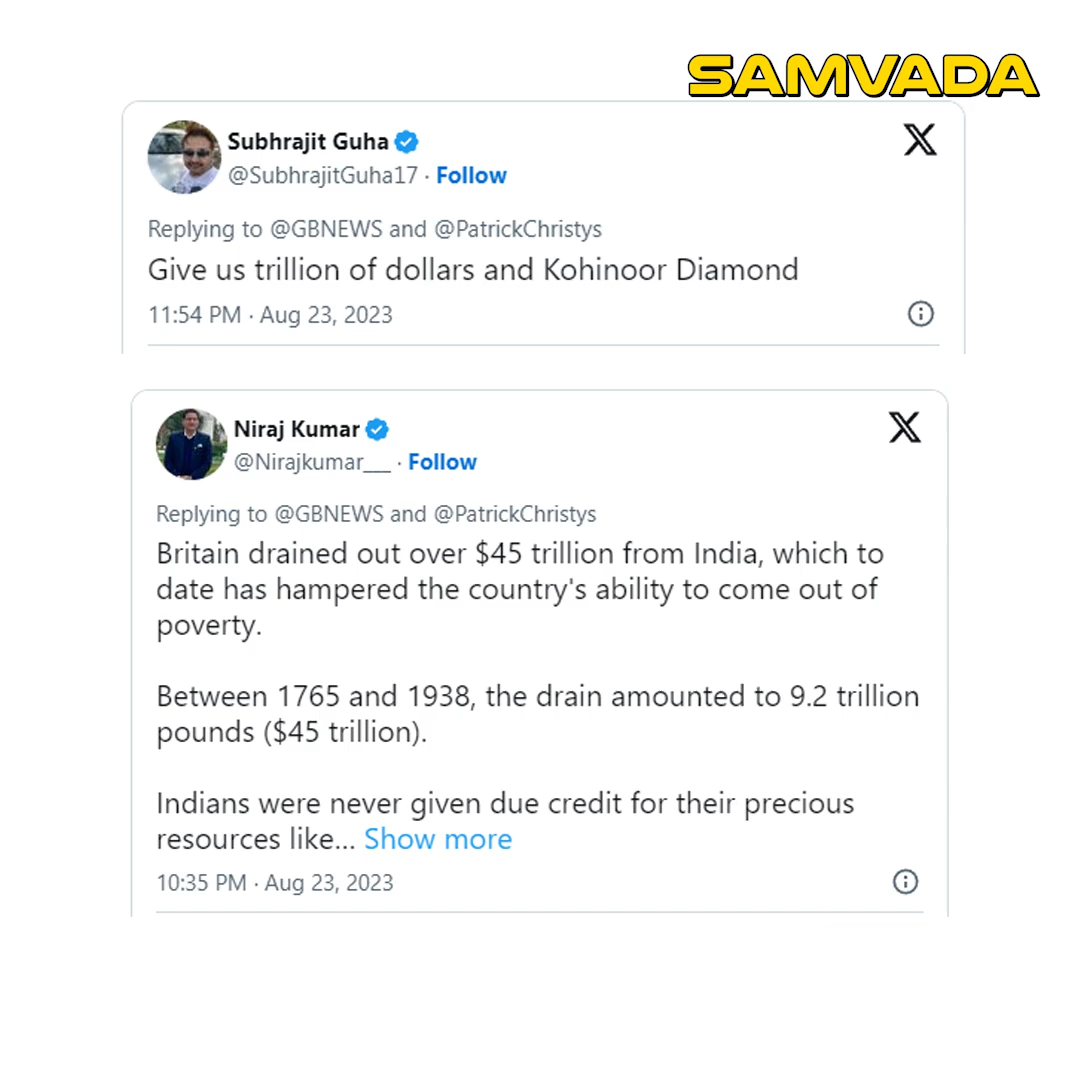 SAMVADA
Subhrajit Guha
@SubhrajitGuha17 · Follow
Replying to @GBNEWS and @PatrickChristys
Give us trillion of dollars and Kohinoor Diamond
11:54 PM · Aug 23, 2023
Niraj Kumar
@Nirajkumar___ · Follow
Replying to @GBNEWS and @PatrickChristys
Britain drained out over $45 trillion from India, which to
date has hampered the country's ability to come out of
poverty.
Between 1765 and 1938, the drain amounted to 9.2 trillion
pounds ($45 trillion).
Indians were never given due credit for their precious
resources like... Show more
10:35 PM · Aug 23, 2023